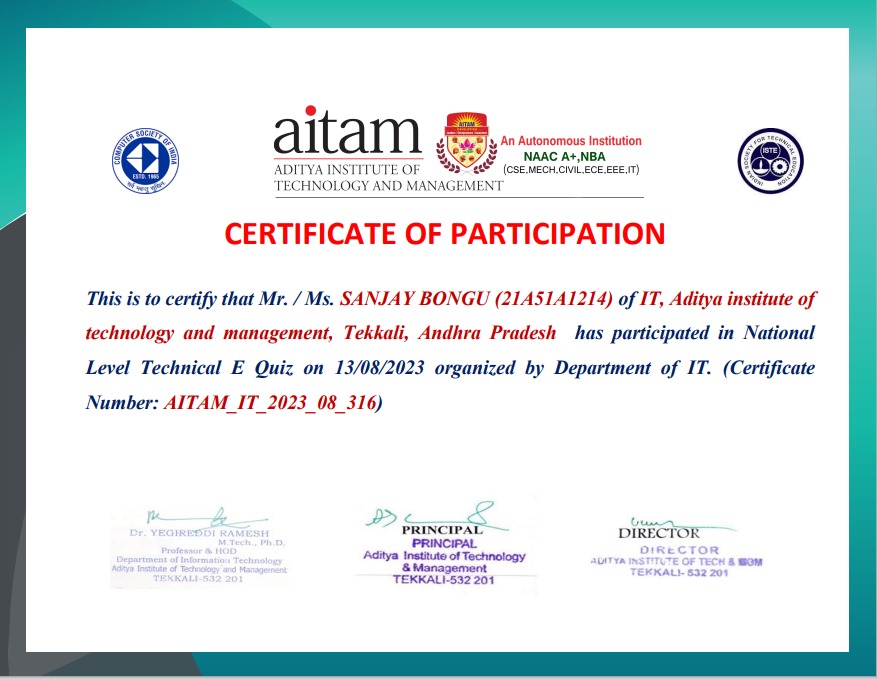 COMPUTER SOCIETY OF INDIA
ESTD. 1965
aitam
ADITYA INSTITUTE OF
TECHNOLOGY AND MANAGEMENT
AITAM
An Autonomous Institution
NAAC A+,NBA
(CSE,MECH,CIVIL,ECE,EEE,IT)
INDIAN SOCIETY FOR TECHNICAL EDUCATION
ISTE
CERTIFICATE OF PARTICIPATION
This is to certify that Mr. / Ms. SANJAY BONGU (21A51A1214) of IT, Aditya institute of
technology and management, Tekkali, Andhra Pradesh has participated in National
Level Technical E Quiz on 13/08/2023 organized by Department of IT. (Certificate
Number: AITAM_IT_2023_08_316)
Dr. YEGIREDDI RAMESH
M.Tech., Ph.D.
Professor & HOD
Department of Information Technology
Aditya Institute of Technology and Management
TEKKALI-532 201
PRINCIPAL
PRINCIPAL
Aditya Institute of Technology
& Management
TEKKALI-532 201
DIRECTOR
DIRECTOR
ADITYA INSTITUTE OF TECH &
TEKKALI- 532 201